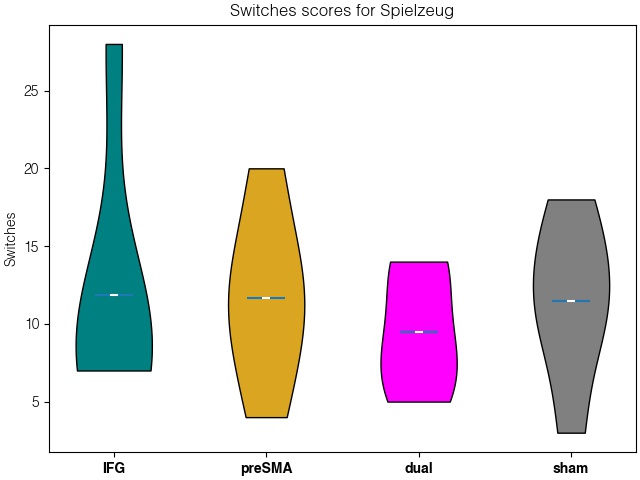 Switches scores for Spielzeug
25
20
15
10
5
Switches
IFG
preSMA
dual
sham